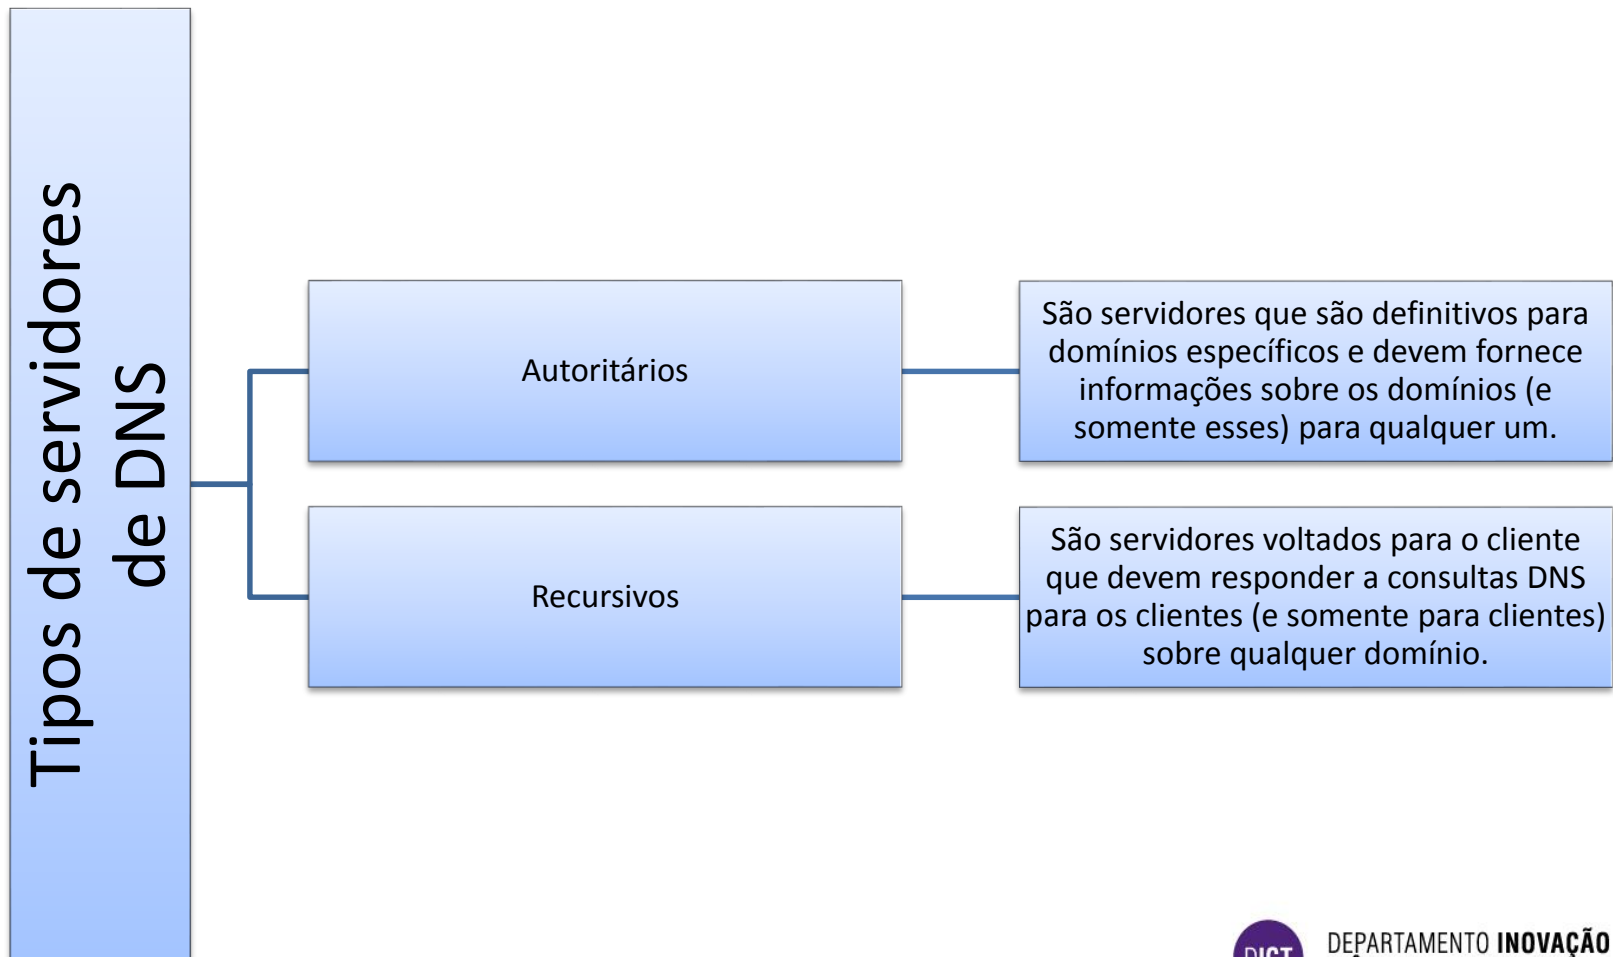 Tipos de servidores
de DNS
Autoritários
São servidores que são definitivos para
domínios específicos e devem fornece
informações sobre os domínios (e
somente esses) para qualquer um.
Recursivos
São servidores voltados para o cliente
que devem responder a consultas DNS
para os clientes (e somente para clientes)
sobre qualquer domínio.
DEPARTAMENTO INOVAÇÃO